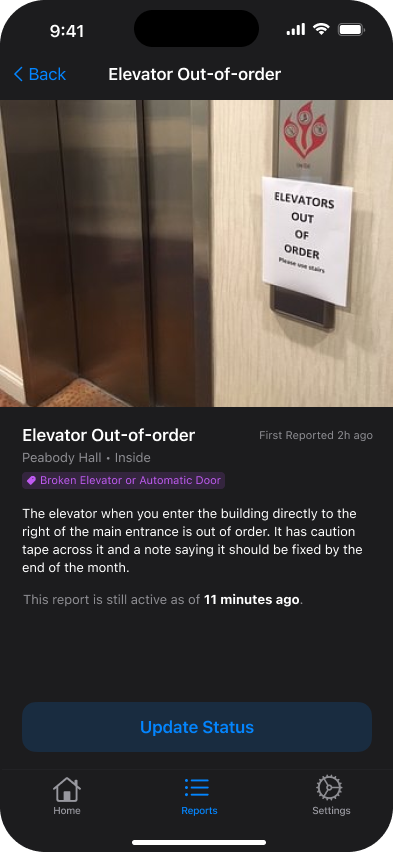 9:41
Back
Elevator Out-of-order
ELEVATORS
OUT
OF
ORDER
Please use stairs
Elevator Out-of-order
First Reported 2h ago
Peabody Hall • Inside
Broken Elevator or Automatic Door
The elevator when you enter the building directly to the
right of the main entrance is out of order. It has caution
tape across it and a note saying it should be fixed by the
end of the month.
This report is still active as of 11 minutes ago.
Update Status
Home
Reports
Settings